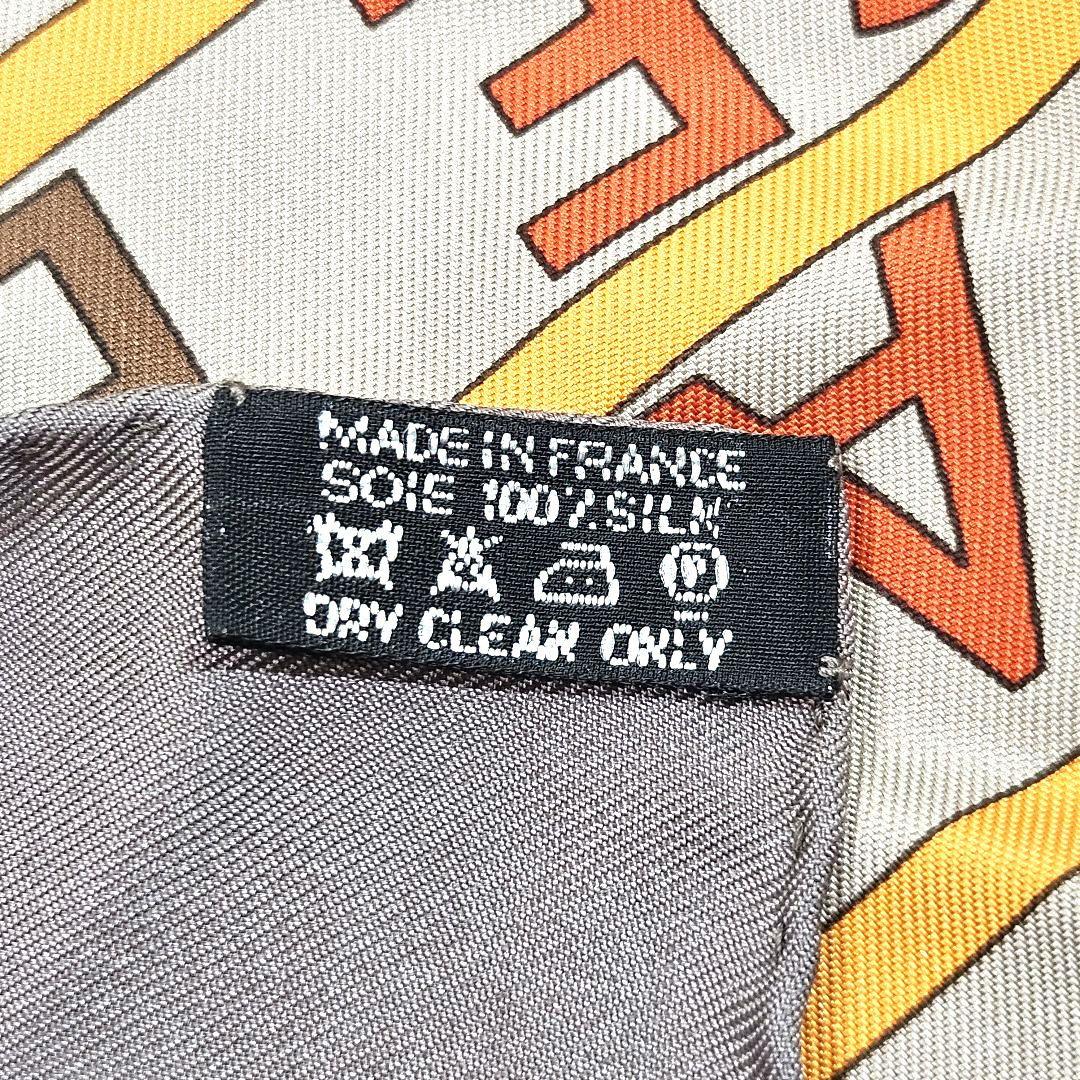 MADE IN FRANCE
SOIE 100% SILK
P
DRY CLEAN ONLY